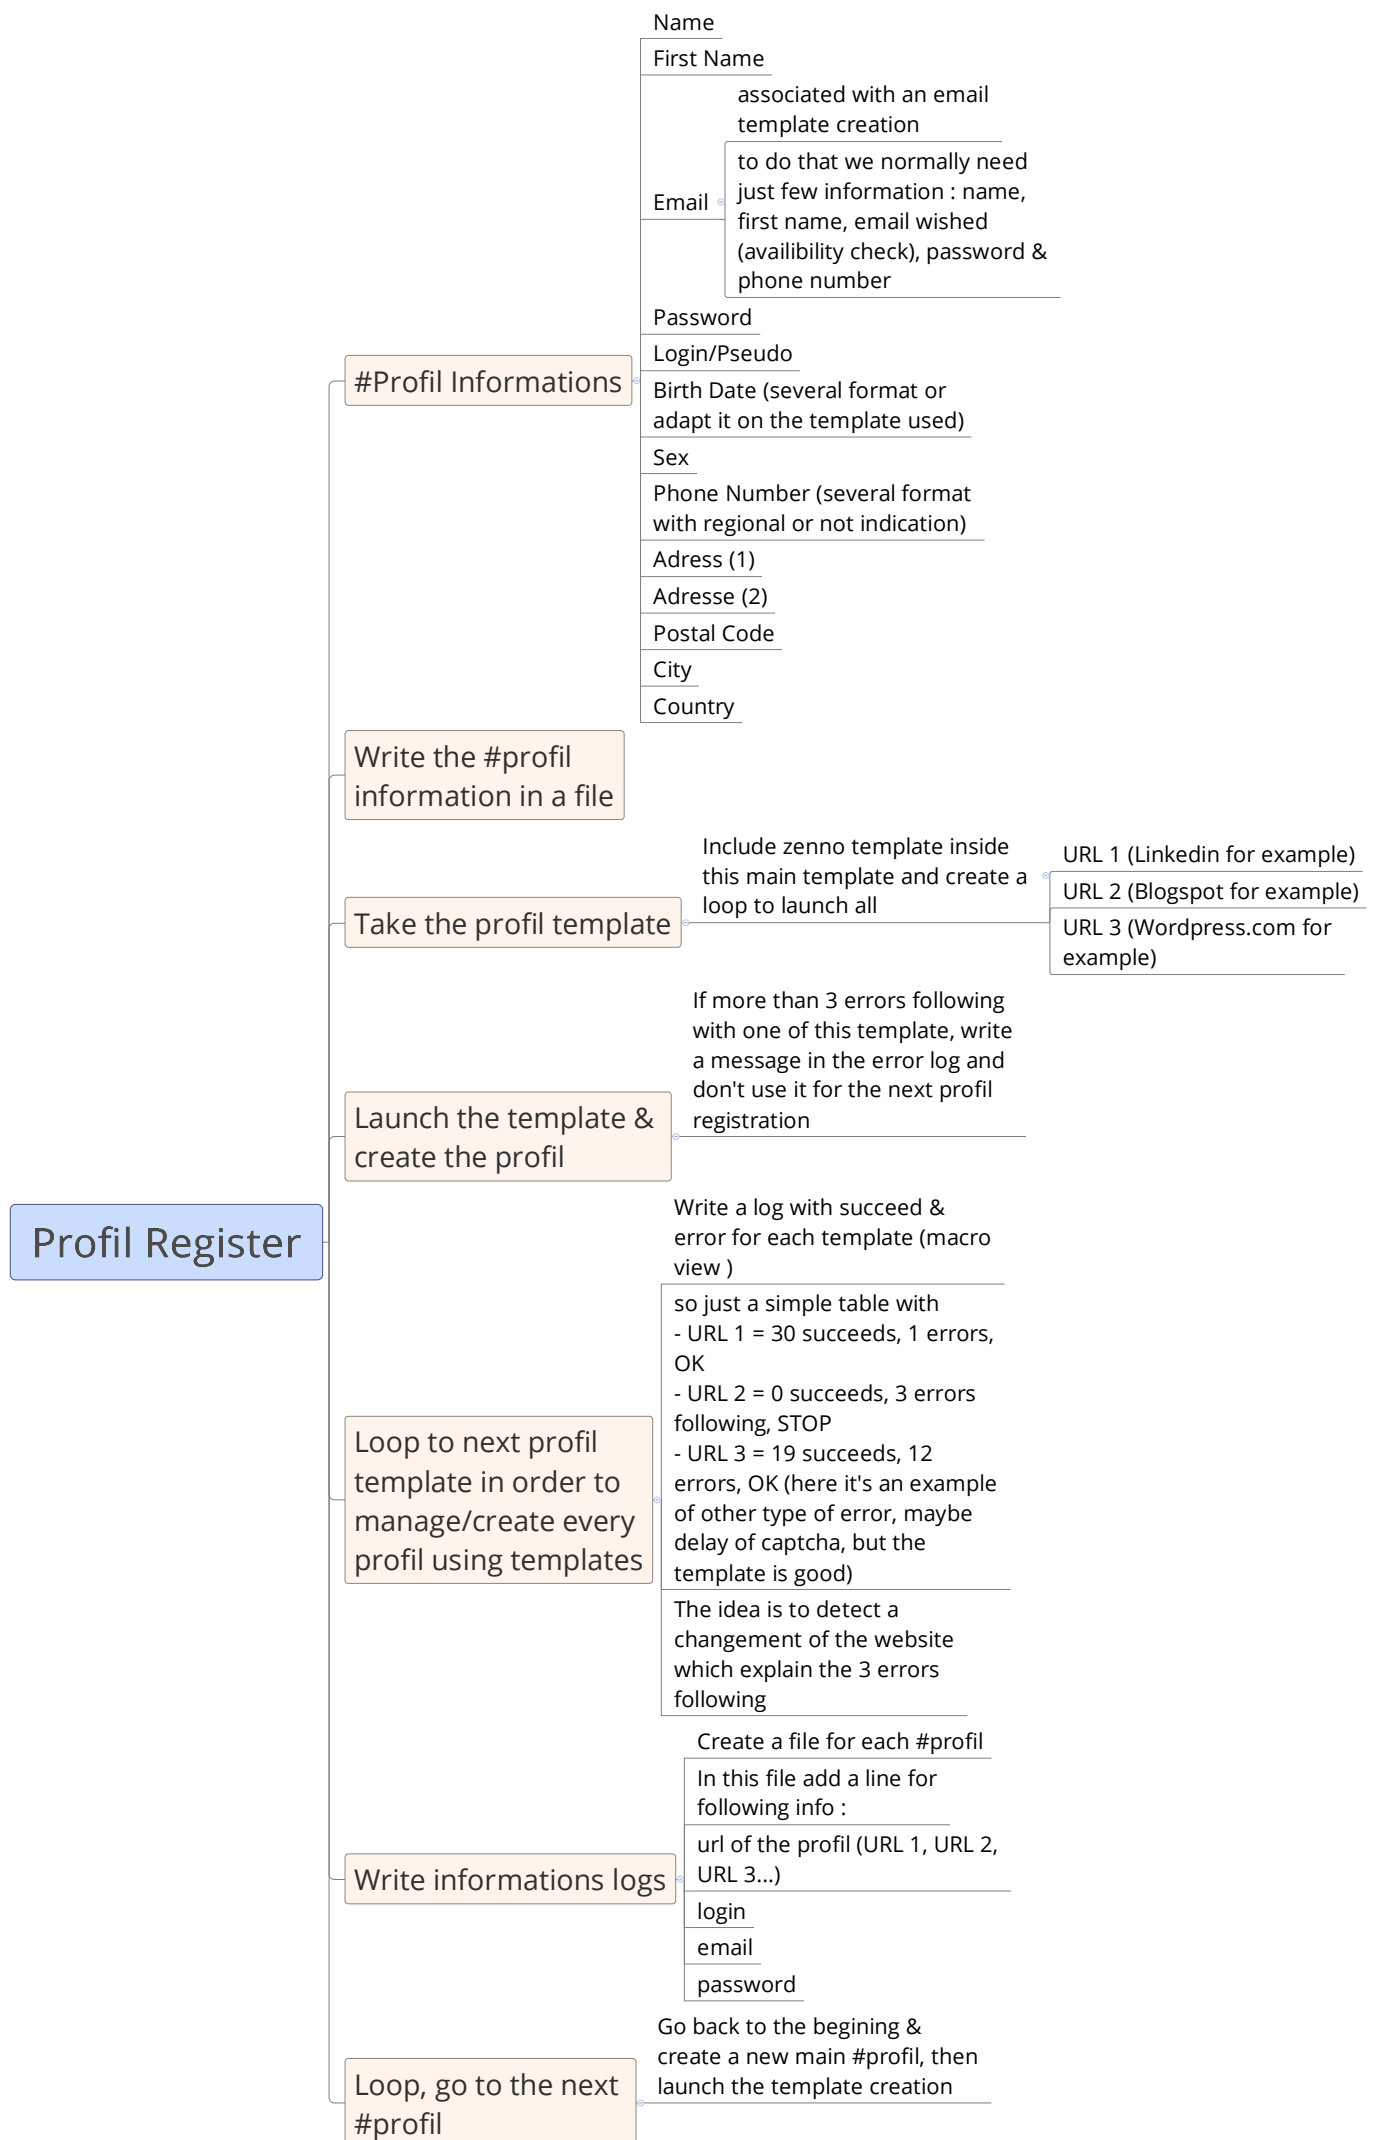 Profil Register
#Profil Informations
Name
First Name
Email
associated with an email
template creation
to do that we normally need
just few information : name,
first name, email wished
(availibility check), password &
phone number
Password
Login/Pseudo
Birth Date (several format or
adapt it on the template used)
Sex
Phone Number (several format
with regional or not indication)
Adress (1)
Adresse (2)
Postal Code
City
Country
Write the #profil
information in a file
Take the profil template
Include zenno template inside
this main template and create a
loop to launch all
URL 1 (Linkedin for example)
URL 2 (Blogspot for example)
URL 3 (Wordpress.com for
example)
Launch the template &
create the profil
If more than 3 errors following
with one of this template, write
a message in the error log and
don't use it for the next profil
registration
Loop to next profil
template in order to
manage/create every
profil using templates
Write a log with succeed &
error for each template (macro
view )
so just a simple table with
- URL 1 = 30 succeeds, 1 errors,
OK
- URL 2 = 0 succeeds, 3 errors
following, STOP
- URL 3 = 19 succeeds, 12
errors, OK (here it's an example
of other type of error, maybe
delay of captcha, but the
template is good)
The idea is to detect a
changement of the website
which explain the 3 errors
following
Write informations logs
Create a file for each #profil
In this file add a line for
following info :
url of the profil (URL 1, URL 2,
URL 3...)
login
email
password
Loop, go to the next
#profil
Go back to the begining &
create a new main #profil, then
launch the template creation